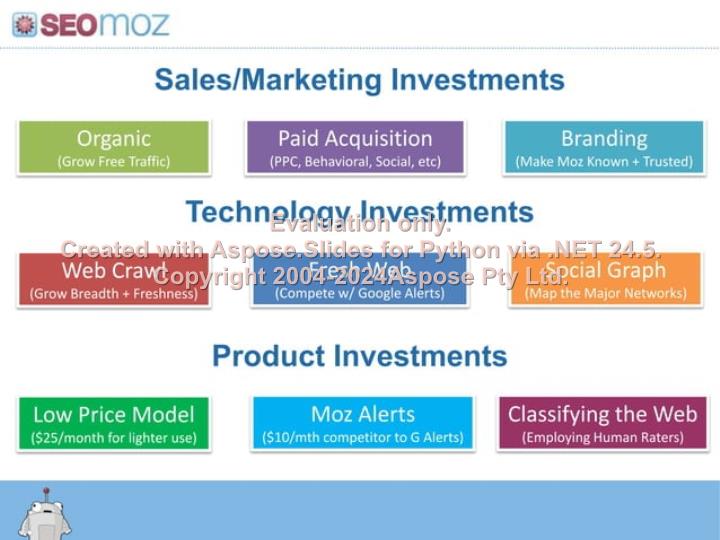 SEOmoz
Sales/Marketing Investments
Organic
(Grow Free Traffic)
Paid Acquisition
(PPC, Behavioral, Social, etc)
Branding
(Make Moz Known + Trusted)
Technology Investments
Evaluation only.
Created with Aspose.Slides for Python via .NET 24.5.
Copyright 2004-2024Aspose Pty Ltd.
Web Crawl
(Grow Breadth + Freshness)
Fresh Web
(Compete w/ Google Alerts)
Social Graph
(Map the Major Networks)
Product Investments
Low Price Model
($25/month for lighter use)
Moz Alerts
($10/mth competitor to G Alerts)
Classifying the Web
(Employing Human Raters)